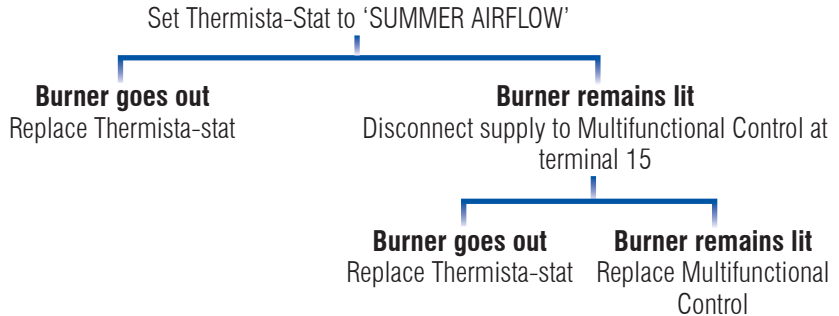 Set Thermista-Stat to ‘SUMMER AIRFLOW’
Burner goes out
Replace Thermista-stat
Burner remains lit
Disconnect supply to Multifunctional Control at
terminal 15
Burner goes out
Replace Thermista-stat
Burner remains lit
Replace Multifunctional
Control